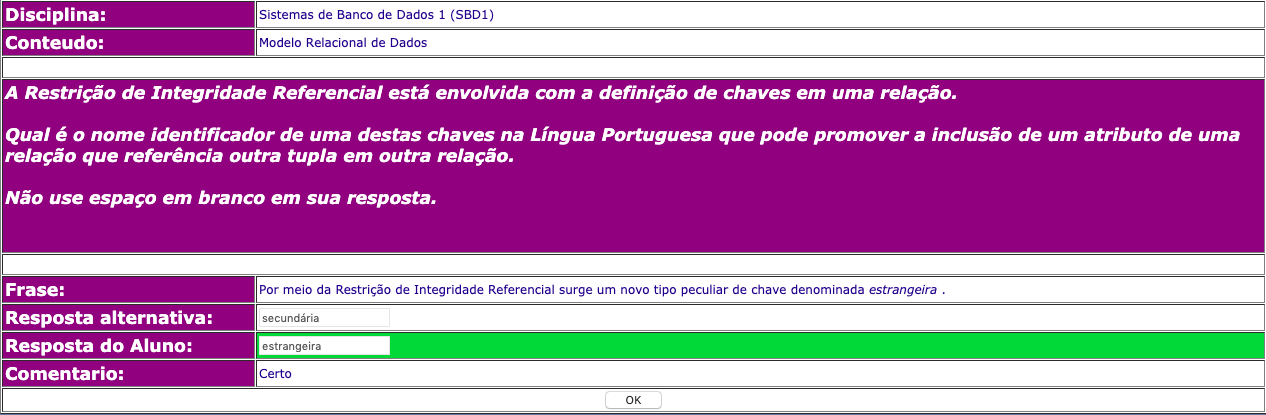 Disciplina: Sistemas de Banco de Dados 1 (SBD1)
Conteudo: Modelo Relacional de Dados
A Restrição de Integridade Referencial está envolvida com a definição de chaves em uma relação.
Qual é o nome identificador de uma destas chaves na Língua Portuguesa que pode promover a inclusão de um atributo de uma
relação que referência outra tupla em outra relação.
Não use espaço em branco em sua resposta.
Frase: Por meio da Restrição de Integridade Referencial surge um novo tipo peculiar de chave denominada estrangeira .
Resposta alternativa: secundária
Resposta do Aluno: estrangeira
Comentario: Certo
OK